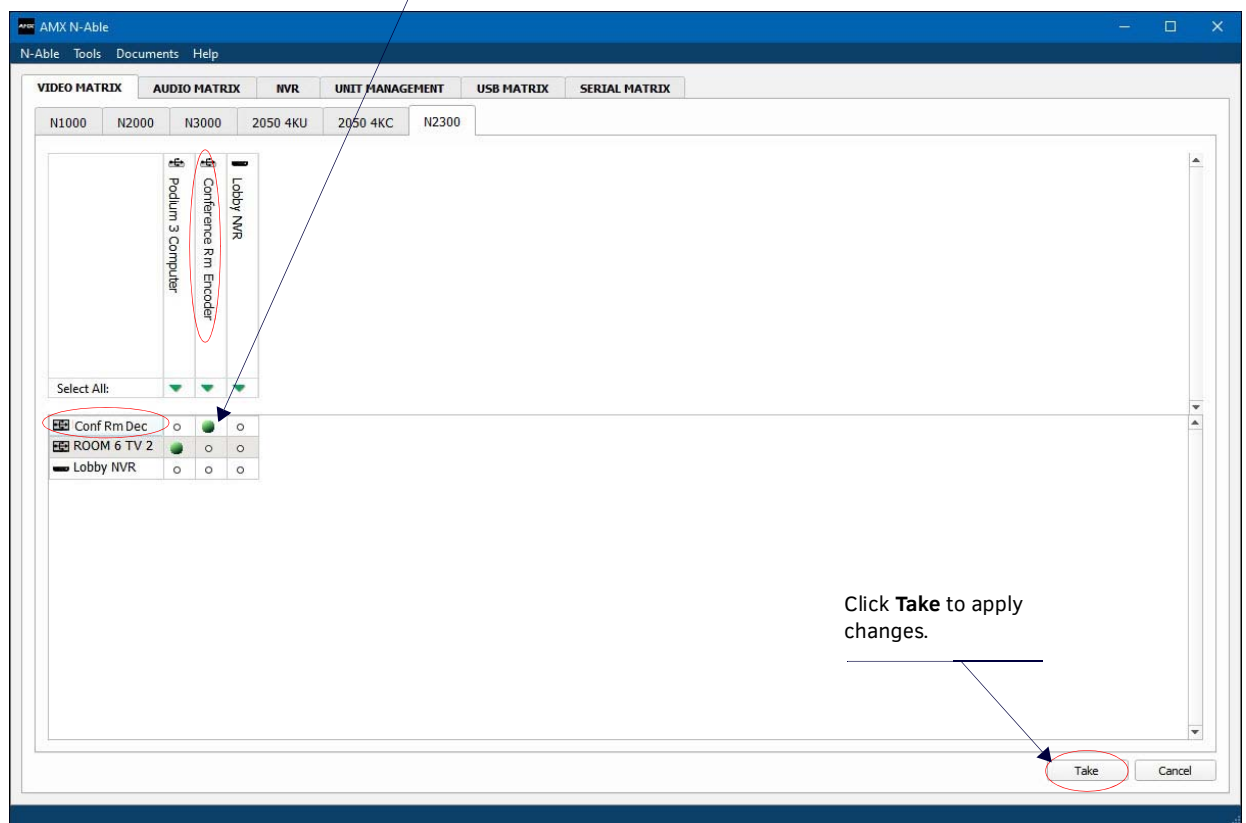 AMX AMX N-Able
N-Able Tools Documents Help
VIDEO MATRIX AUDIO MATRIX NVR UNIT MANAGEMENT USB MATRIX SERIAL MATRIX
N1000 N2000 N3000 2050 4KU 2050 4KC N2300
Podium 3 Computer
Conference Rm Encoder
Lobby NVR
Select All:
Conf Rm Dec
ROOM 6 TV 2
Lobby NVR
Click Take to apply
changes.
Take Cancel